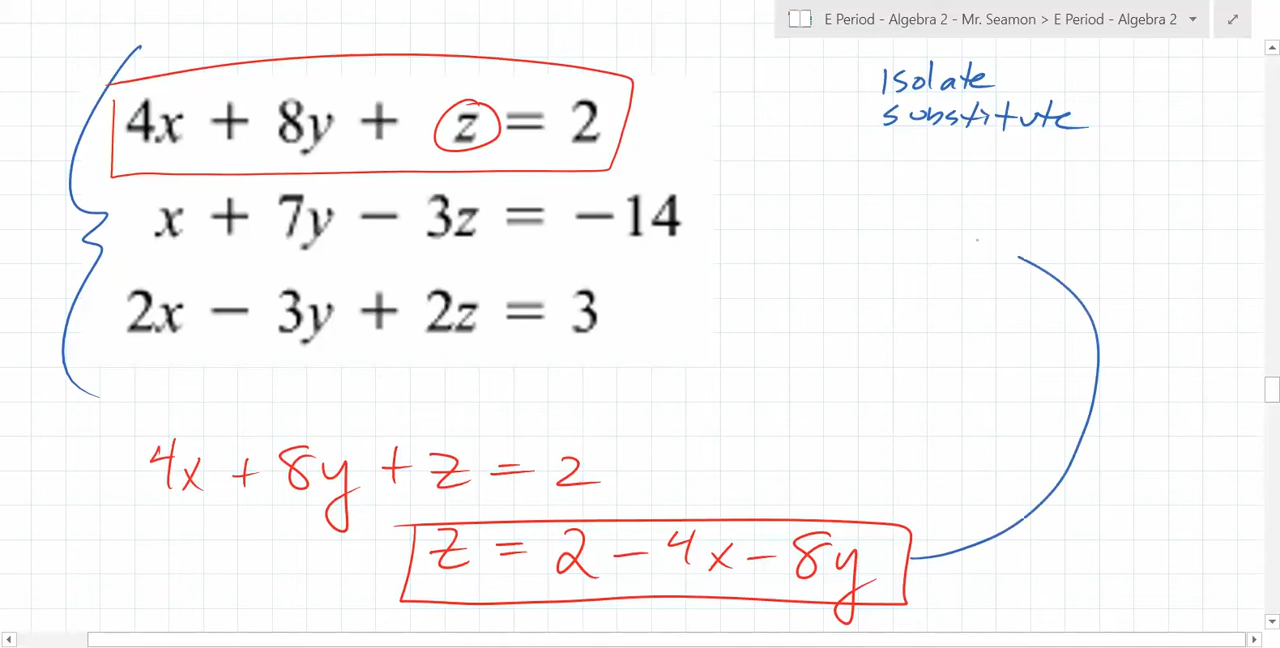 E Period - Algebra 2 - Mr. Seamon > E Period - Algebra 2
Isolate
substitute
4x + 8y + z = 2
x + 7y − 3z = −14
2x − 3y + 2z = 3
4x + 8y + z = 2
z = 2 − 4x − 8y